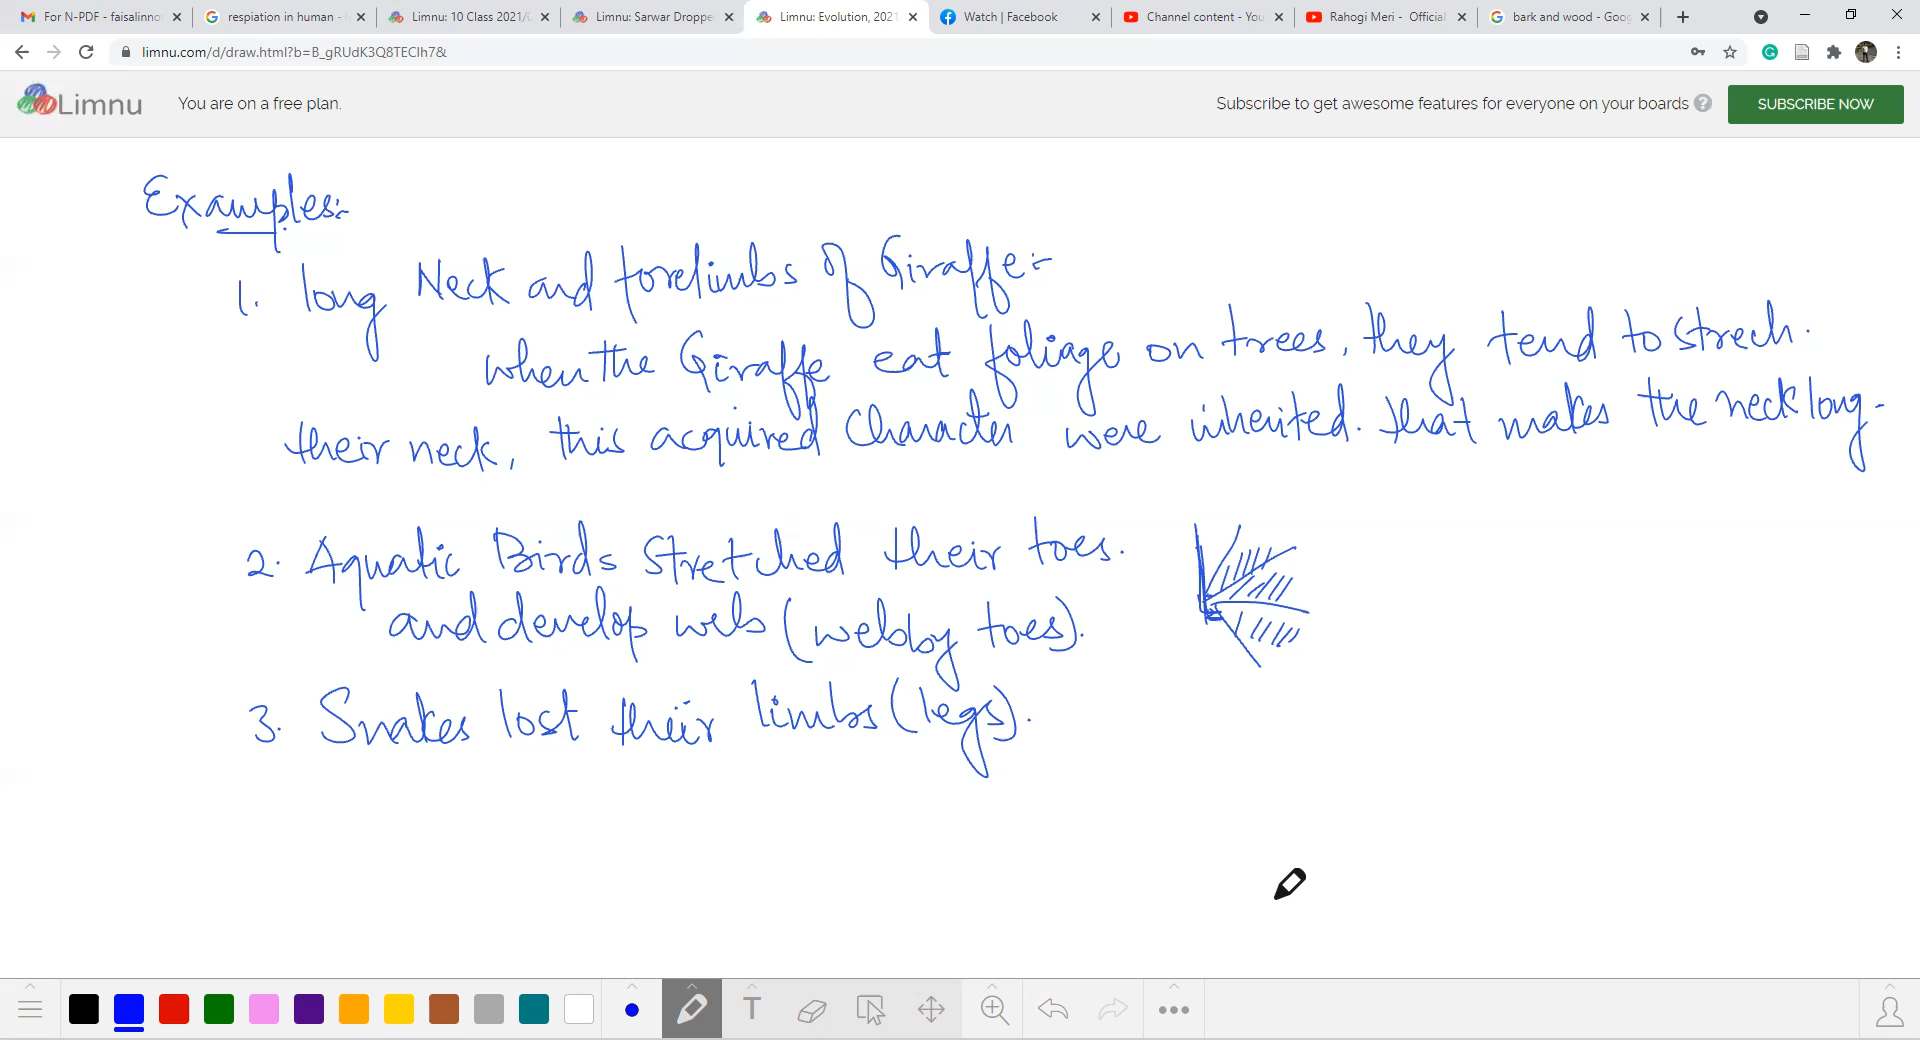 For N-PDF - faisalinno
respiation in human -
Limnu: 10 Class 2021/
Limnu: Sarwar Droppe
Limnu: Evolution, 2021
Watch | Facebook
Channel content - You
Rahogi Meri - Official
bark and wood - Goog
limnu.com/d/draw.html?b=B_gRUdK3Q8TEClh7&
Limnu
You are on a free plan.
Subscribe to get awesome features for everyone on your boards ?
SUBSCRIBE NOW
Examples:-
1. long Neck and forelimbs of Giraffe:-
when the Giraffe eat foliage on trees, they tend to strech.
their neck, this acquired Character were inherited. that makes the neck long.
2. Aquatic Birds Stretched their toes.
and develop webs (webby toes).
3. Snakes lost their limbs (legs).
T